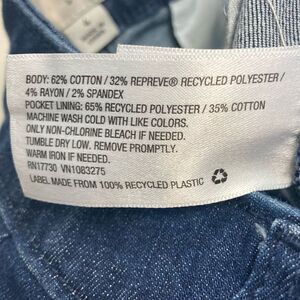 BODY: 62% COTTON / 32% REPREVE® RECYCLED POLYESTER /
4% RAYON / 2% SPANDEX
POCKET LINING: 65% RECYCLED POLYESTER / 35% COTTON
MACHINE WASH COLD WITH LIKE COLORS.
ONLY NON-CHLORINE BLEACH IF NEEDED.
TUMBLE DRY LOW. REMOVE PROMPTLY.
WARM IRON IF NEEDED.
RN17730 VN1083275
LABEL MADE FROM 100% RECYCLED PLASTIC